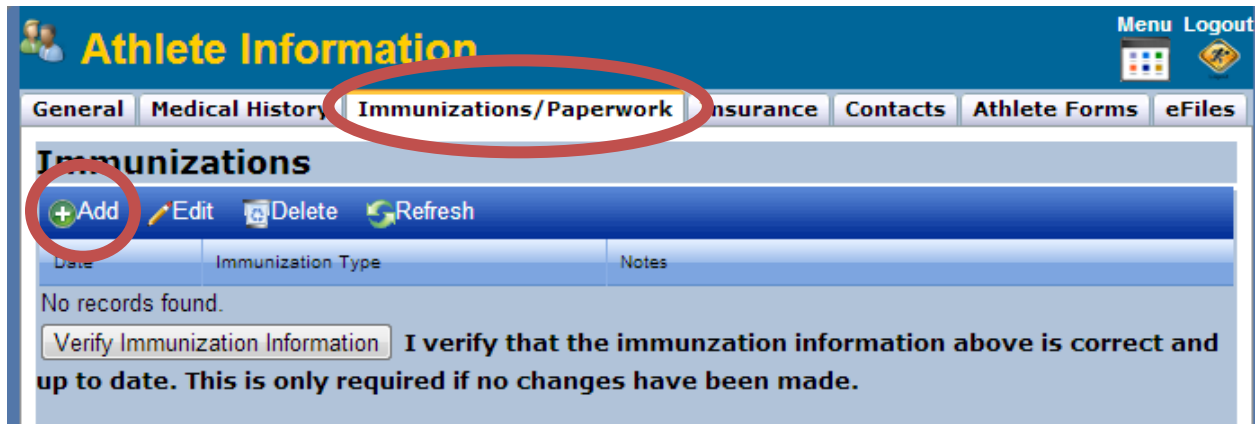 Menu Logout
Athlete Information
General Medical History Immunizations/Paperwork Insurance Contacts Athlete Forms eFiles
Immunizations
Add Edit Delete Refresh
Date Immunization Type Notes
No records found.
Verify Immunization Information I verify that the immunzation information above is correct and
up to date. This is only required if no changes have been made.